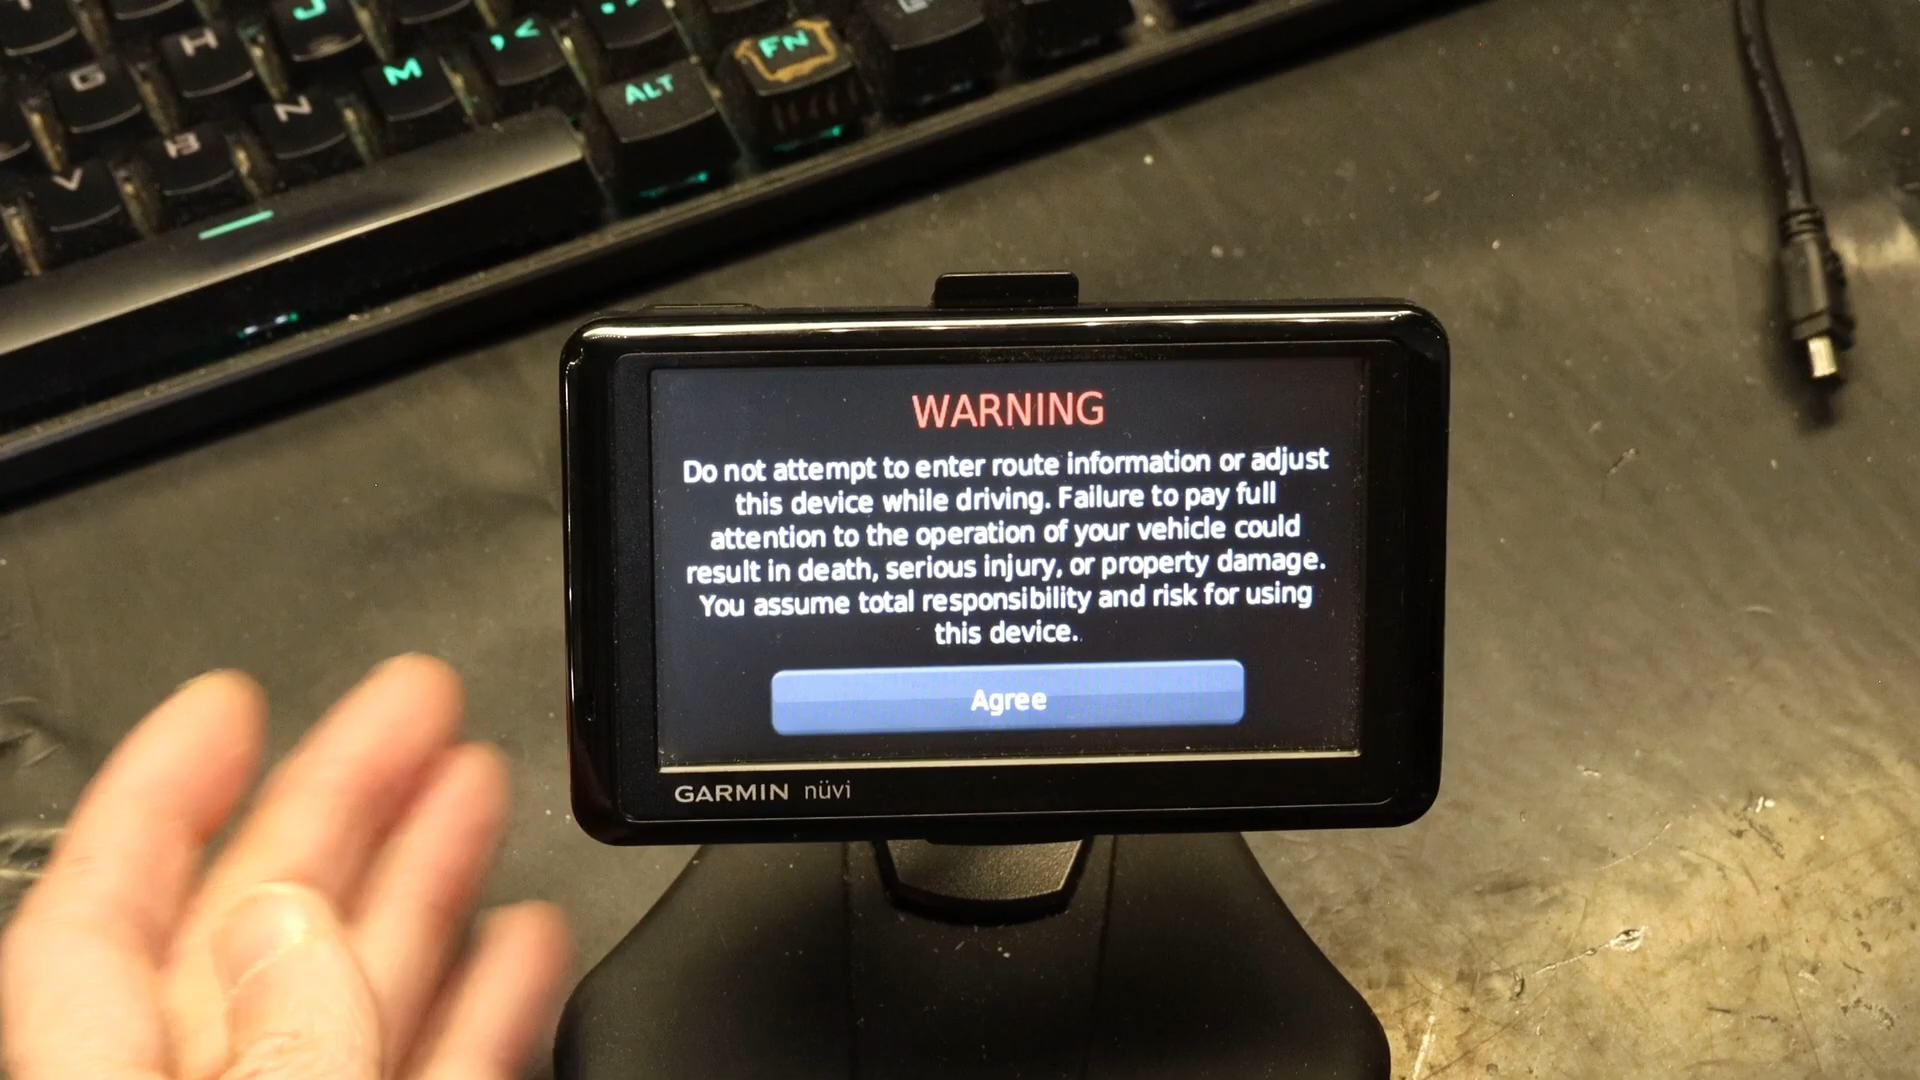 J
H
G
M
N
B
V
ALT
FN
WARNING
Do not attempt to enter route information or adjust
this device while driving. Failure to pay full
attention to the operation of your vehicle could
result in death, serious injury, or property damage.
You assume total responsibility and risk for using
this device.
Agree
GARMIN nüvi